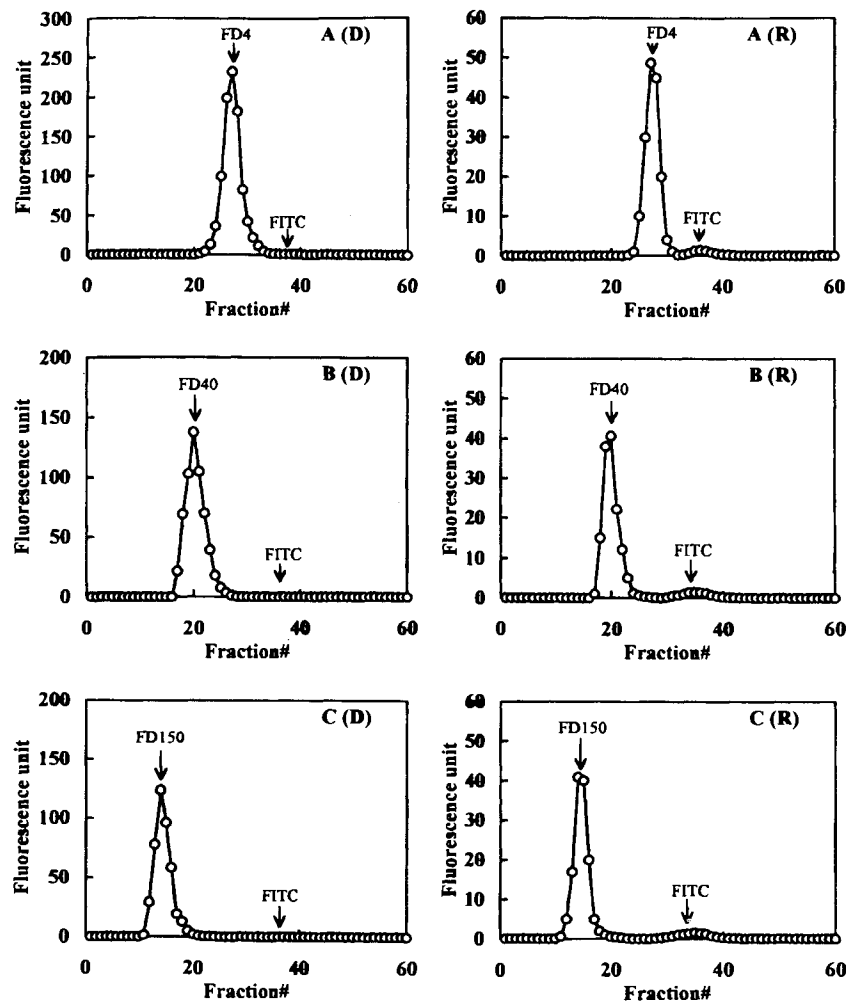 A (D)
FD4
FITC
Fluorescence unit
300
250
200
150
100
50
0
0 20 40 60
Fraction#
A (R)
FD4
FITC
Fluorescence unit
60
50
40
30
20
10
0
0 20 40 60
Fraction#
B (D)
FD40
FITC
Fluorescence unit
200
150
100
50
0
0 20 40 60
Fraction#
B (R)
FD40
FITC
Fluorescence unit
60
50
40
30
20
10
0
0 20 40 60
Fraction#
C (D)
FD150
FITC
Fluorescence unit
200
150
100
50
0
0 20 40 60
Fraction#
C (R)
FD150
FITC
Fluorescence unit
60
50
40
30
20
10
0
0 20 40 60
Fraction#